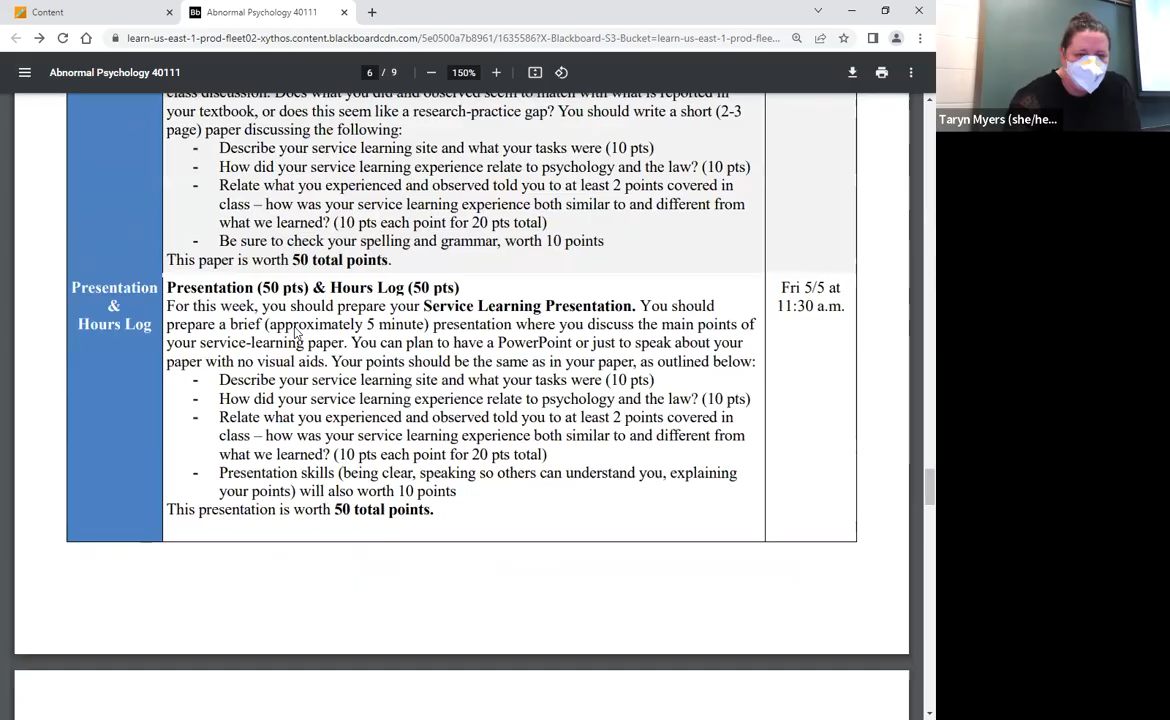 Content
Bb
Abnormal Psychology 40111
learn-us-east-1-prod-fleet02-xythos.content.blackboardcdn.com/5e0500a7b8961/1635586?X-Blackboard-S3-Bucket=learn-us-east-1-prod-flee...
Abnormal Psychology 40111
6 / 9
150%
class discussion. Does what you did and observed seem to match with what is reported in
your textbook, or does this seem like a research-practice gap? You should write a short (2-3
page) paper discussing the following:
- Describe your service learning site and what your tasks were (10 pts)
- How did your service learning experience relate to psychology and the law? (10 pts)
- Relate what you experienced and observed told you to at least 2 points covered in
class – how was your service learning experience both similar to and different from
what we learned? (10 pts each point for 20 pts total)
- Be sure to check your spelling and grammar, worth 10 points
This paper is worth 50 total points.
Presentation
&
Hours Log
Presentation (50 pts) & Hours Log (50 pts)
For this week, you should prepare your Service Learning Presentation. You should
prepare a brief (approximately 5 minute) presentation where you discuss the main points of
your service-learning paper. You can plan to have a PowerPoint or just to speak about your
paper with no visual aids. Your points should be the same as in your paper, as outlined below:
- Describe your service learning site and what your tasks were (10 pts)
- How did your service learning experience relate to psychology and the law? (10 pts)
- Relate what you experienced and observed told you to at least 2 points covered in
class – how was your service learning experience both similar to and different from
what we learned? (10 pts each point for 20 pts total)
- Presentation skills (being clear, speaking so others can understand you, explaining
your points) will also worth 10 points
This presentation is worth 50 total points.
Fri 5/5 at
11:30 a.m.
Taryn Myers (she/he...